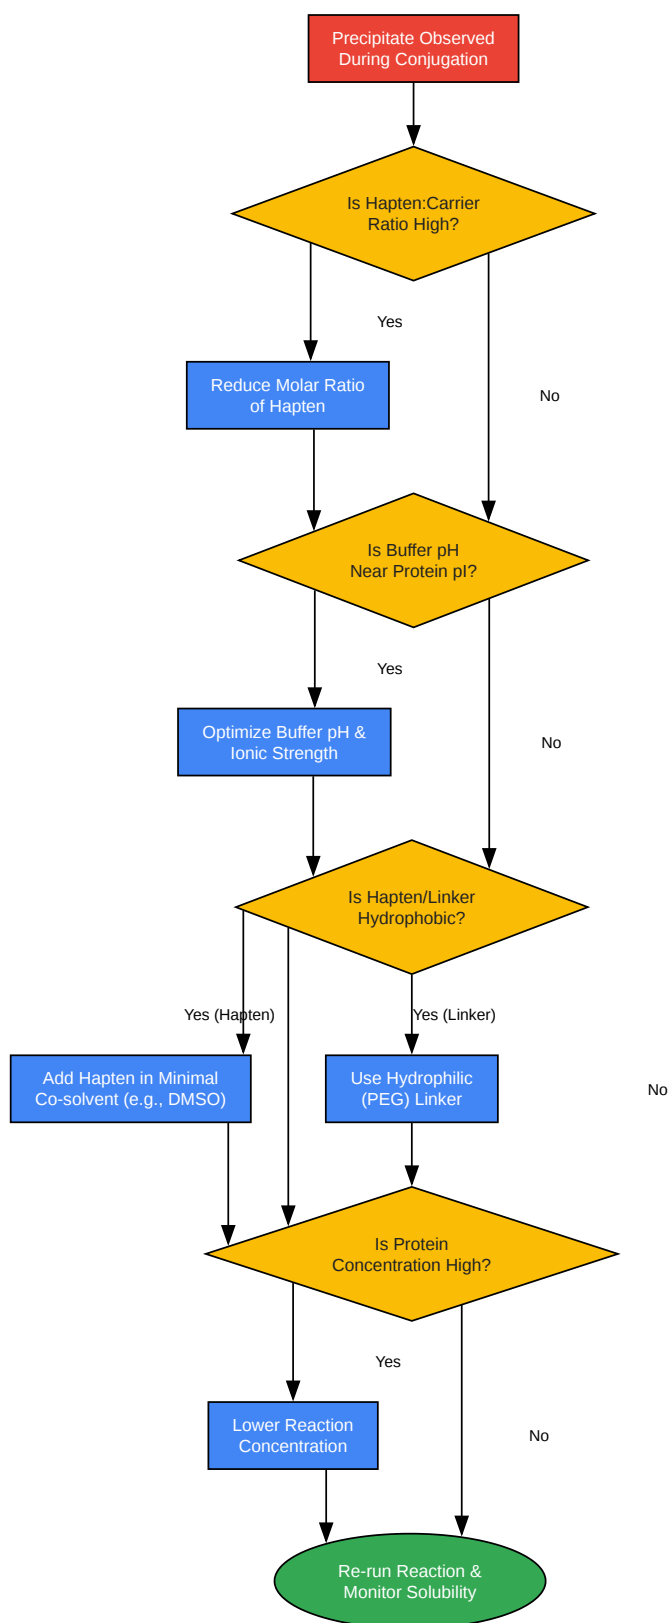 Precipitate Observed
During Conjugation
Is Hapten:Carrier
Ratio High?
Yes
Reduce Molar Ratio
of Hapten
No
Is Buffer pH
Near Protein pI?
Yes
Optimize Buffer pH &
Ionic Strength
No
Is Hapten/Linker
Hydrophobic?
Yes (Hapten)
Yes (Linker)
Add Hapten in Minimal
Co-solvent (e.g., DMSO)
Use Hydrophilic
(PEG) Linker
No
Is Protein
Concentration High?
Yes
Lower Reaction
Concentration
No
Re-run Reaction &
Monitor Solubility